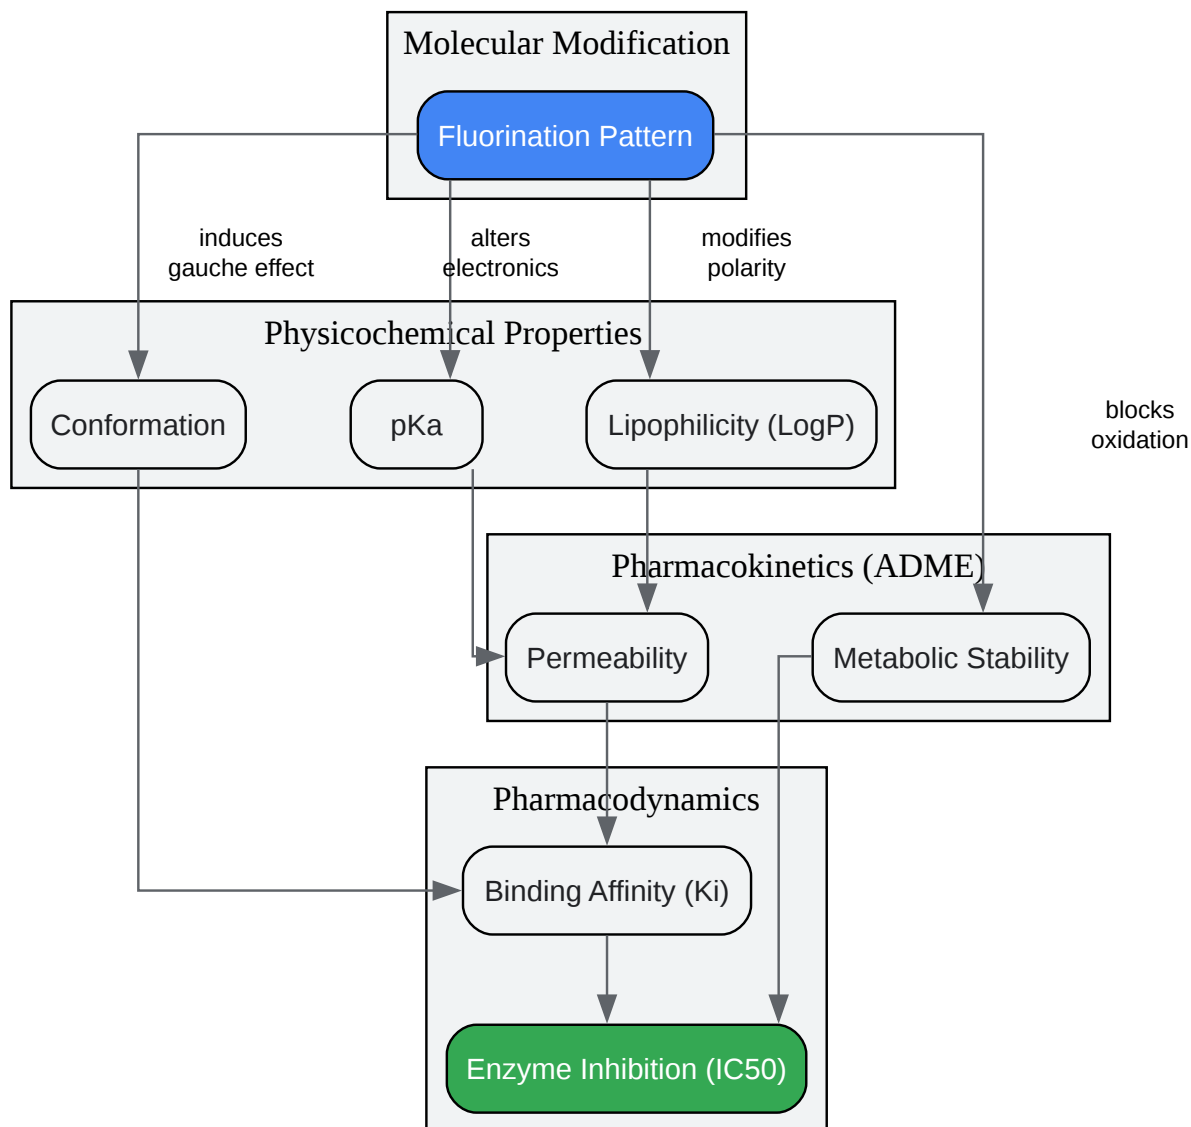 Molecular Modification
Fluorination Pattern
induces
gauche effect
alters
electronics
modifies
polarity
Physicochemical Properties
Conformation
pKa
Lipophilicity (LogP)
blocks
oxidation
Pharmacokinetics (ADME)
Permeability
Metabolic Stability
Pharmacodynamics
Binding Affinity (Ki)
Enzyme Inhibition (IC50)